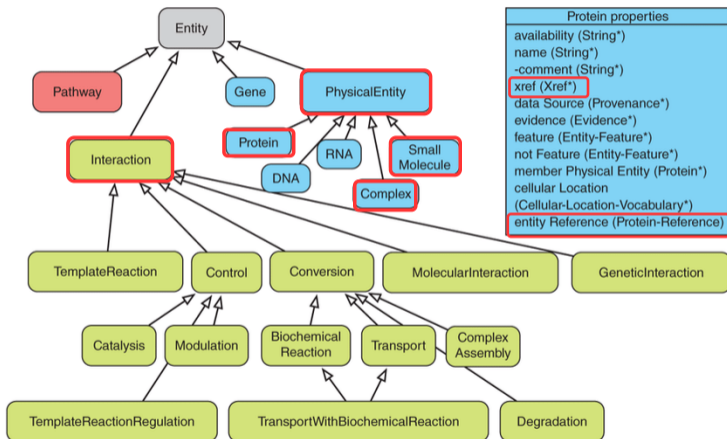 Entity
Pathway
Gene
PhysicalEntity
Protein
RNA
Small
Molecule
DNA
Complex
Interaction
TemplateReaction
Control
Conversion
MolecularInteraction
GeneticInteraction
Catalysis
Modulation
Biochemical
Reaction
Transport
Complex
Assembly
TemplateReactionRegulation
TransportWithBiochemicalReaction
Degradation
Protein properties
availability (String*)
name (String*)
-comment (String*)
xref (Xref*)
data Source (Provenance*)
evidence (Evidence*)
feature (Entity-Feature*)
not Feature (Entity-Feature*)
member Physical Entity (Protein*)
cellular Location
(Cellular-Location-Vocabulary*)
entity Reference (Protein-Reference)